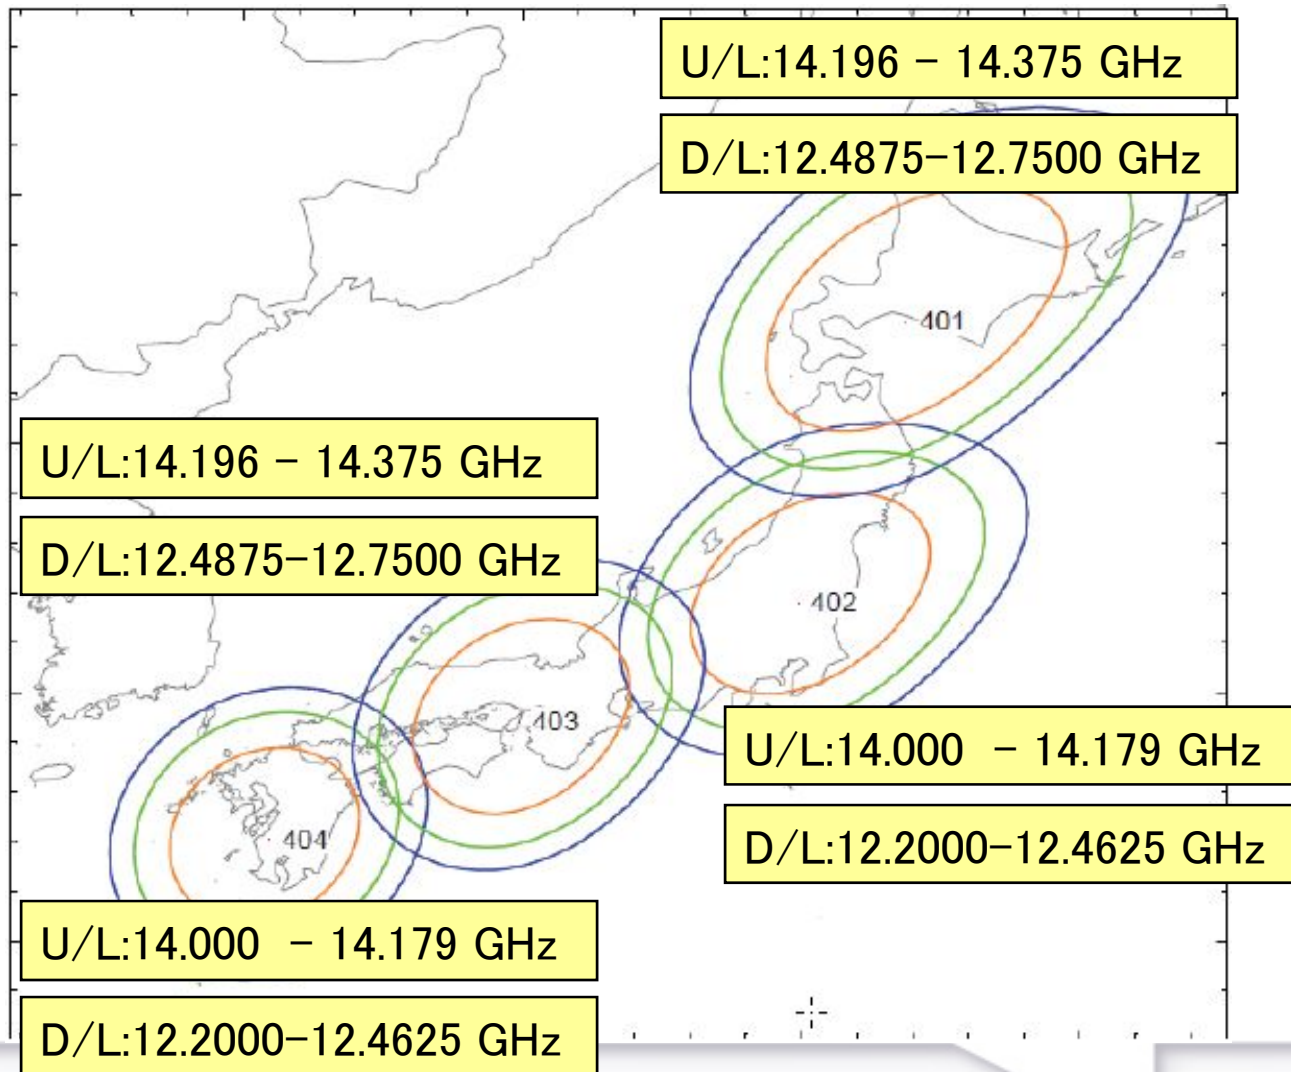 U/L:14.196 − 14.375 GHz
D/L:12.4875−12.7500 GHz
401
U/L:14.196 − 14.375 GHz
D/L:12.4875−12.7500 GHz
402
403
U/L:14.000 − 14.179 GHz
D/L:12.2000−12.4625 GHz
404
U/L:14.000 − 14.179 GHz
D/L:12.2000−12.4625 GHz